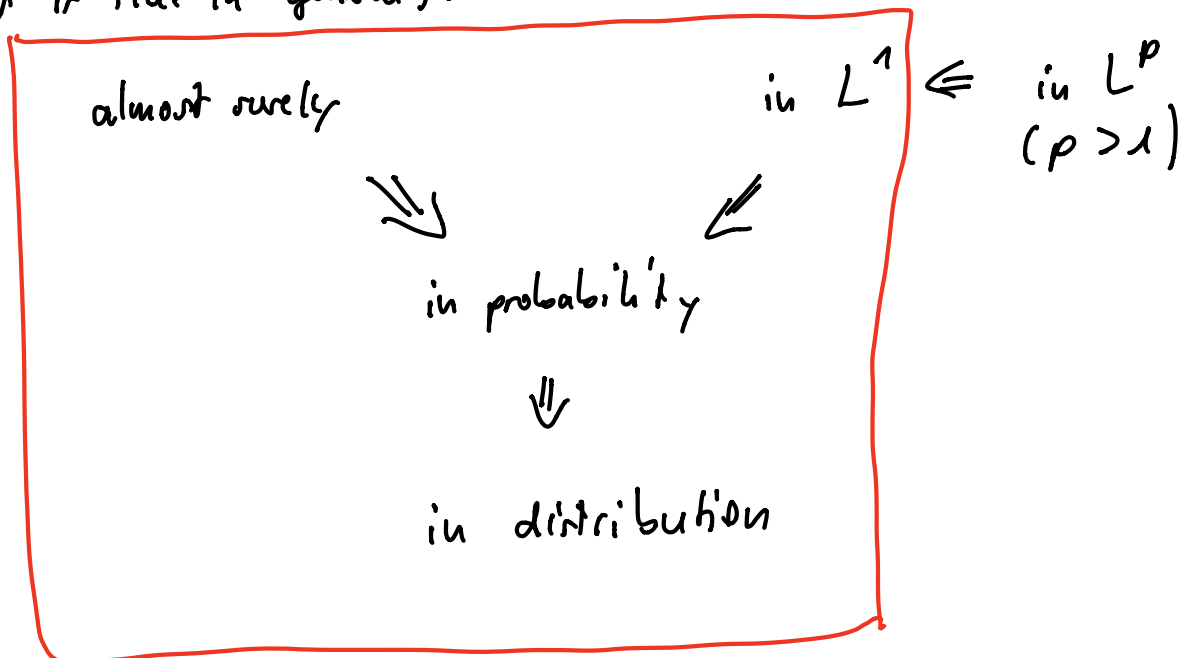 almost surely in L^1 ⇐ in L^p
(p > 1)
in probability
in distribution